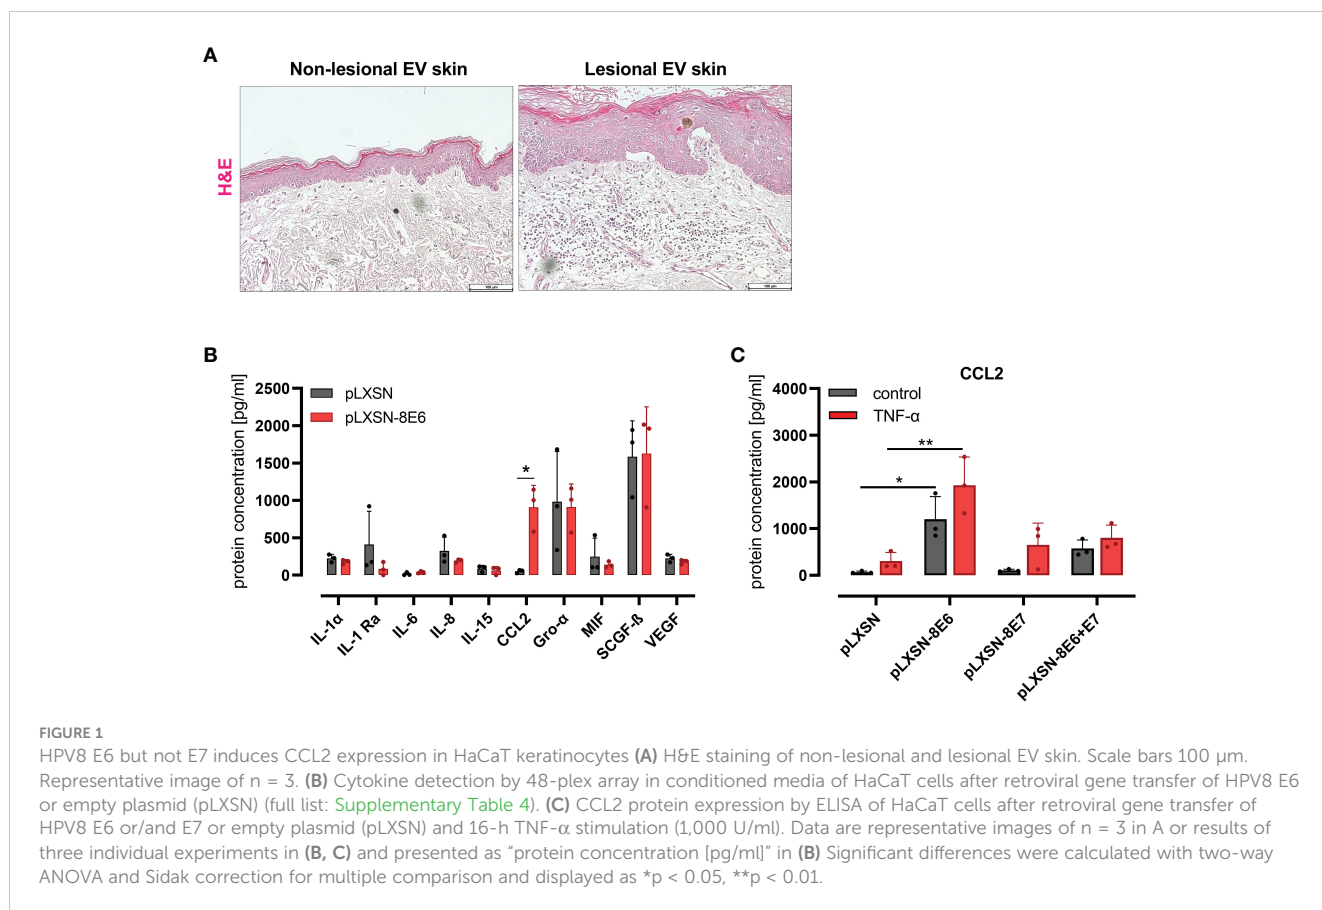 A
Non-lesional EV skin
Lesional EV skin
H&E
100 µm
100 µm
B
protein concentration [pg/ml]
2500
2000
1500
1000
500
0
pLXSN
pLXSN-8E6
*
IL-1α
IL-1 Ra
IL-6
IL-8
IL-15
CCL2
Gro-α
MIF
SCGF-ß
VEGF
C
CCL2
protein concentration [pg/ml]
4000
3000
2000
1000
0
control
TNF-α
**
*
pLXSN
pLXSN-8E6
pLXSN-8E7
pLXSN-8E6+E7
FIGURE 1
HPV8 E6 but not E7 induces CCL2 expression in HaCaT keratinocytes (A) H&E staining of non-lesional and lesional EV skin. Scale bars 100 µm.
Representative image of n = 3. (B) Cytokine detection by 48-plex array in conditioned media of HaCaT cells after retroviral gene transfer of HPV8 E6
or empty plasmid (pLXSN) (full list: Supplementary Table 4). (C) CCL2 protein expression by ELISA of HaCaT cells after retroviral gene transfer of
HPV8 E6 or/and E7 or empty plasmid (pLXSN) and 16-h TNF-α stimulation (1,000 U/ml). Data are representative images of n = 3 in A or results of
three individual experiments in (B, C) and presented as “protein concentration [pg/ml]” in (B) Significant differences were calculated with two-way
ANOVA and Sidak correction for multiple comparison and displayed as *p < 0.05, **p < 0.01.